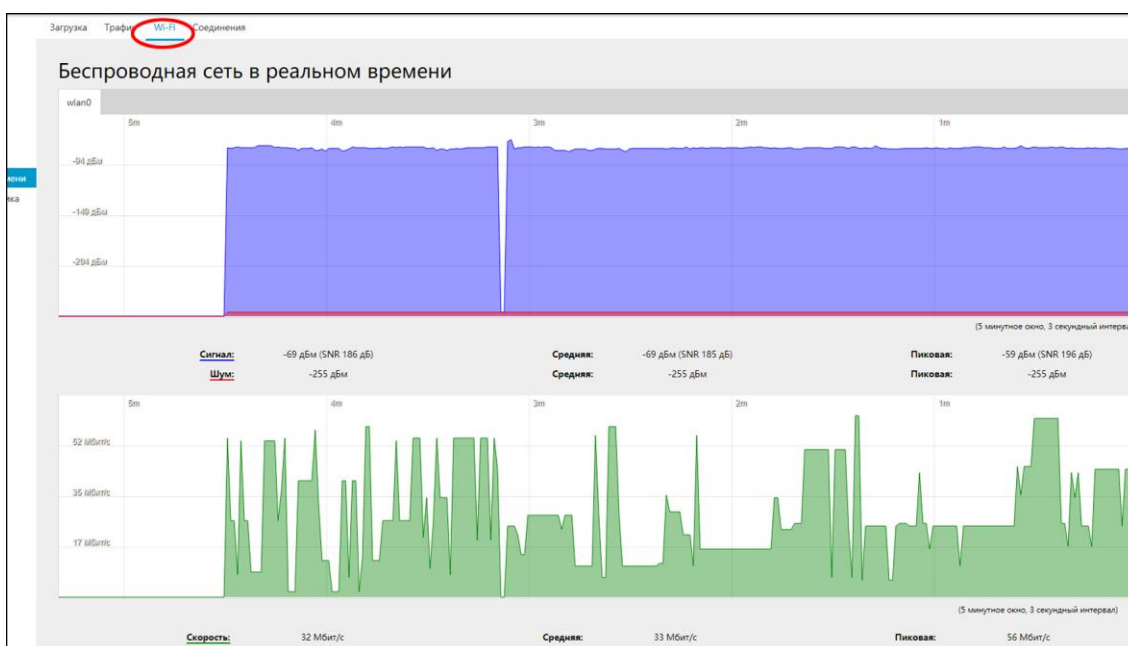 Загрузка Трафик Wi-Fi Соединения
Беспроводная сеть в реальном времени
wlan0
5m 4m 3m 2m 1m
-94 дБм
мени
ика
-149 дБм
-204 дБм
(5 минутное окно, 3 секундный интерва
Сигнал: -69 дБм (SNR 186 дБ) Средняя: -69 дБм (SNR 185 дБ) Пиковая: -59 дБм (SNR 196 дБ)
Шум: -255 дБм Средняя: -255 дБм Пиковая: -255 дБм
5m 4m 3m 2m 1m
52 Мбит/с
35 Мбит/с
17 Мбит/с
(5 минутное окно, 3 секундный интервал)
Скорость: 32 Мбит/с Средняя: 33 Мбит/с Пиковая: 56 Мбит/с